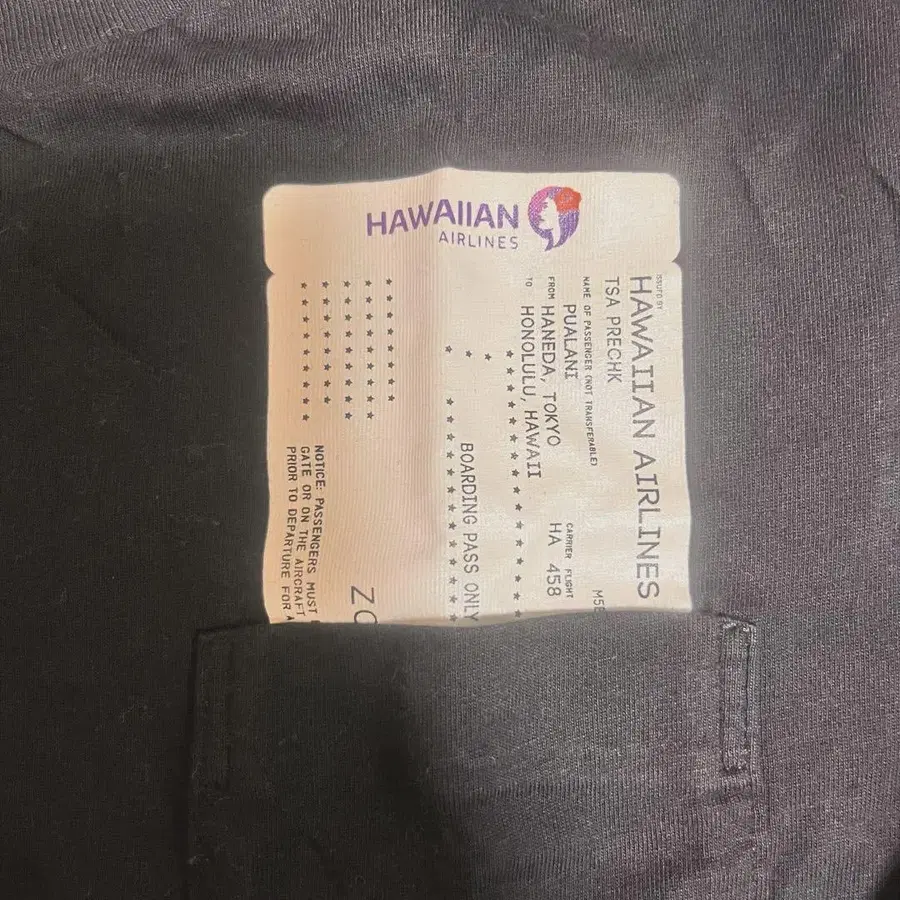 HAWAIIAN
AIRLINES
ISSUED BY
HAWAIIAN AIRLINES
TSA PRECHK
NAME OF PASSENGER (NOT TRANSFERABLE)
PUALANI
FROM HANEDA, TOKYO
TO HONOLULU, HAWAII
CARRIER FLIGHT
HA 458
BOARDING PASS ONLY
NOTICE: PASSENGERS MUST
GATE OR ON THE AIRCRAFT
PRIOR TO DEPARTURE FOR